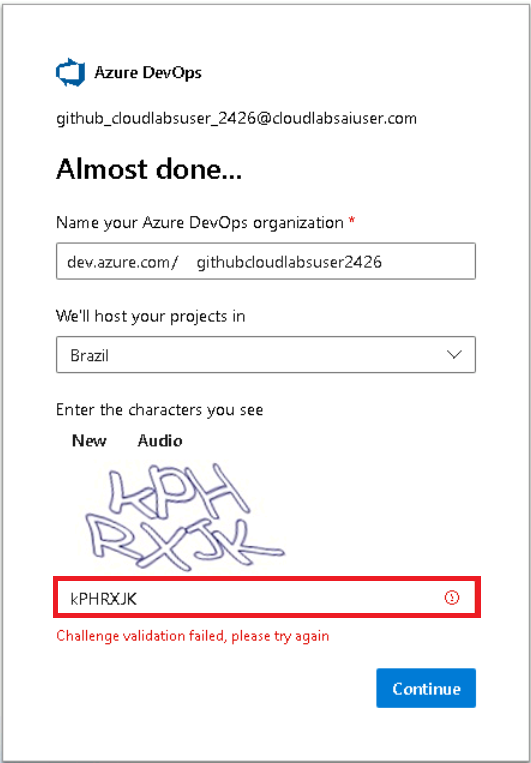 Azure DevOps
github_cloudlabsuser_2426@cloudlabsaiuser.com
Almost done...
Name your Azure DevOps organization *
dev.azure.com/ githubcloudlabsuser2426
We'll host your projects in
Brazil
Enter the characters you see
New Audio
kPH
RXJK
kPHRXJK
Challenge validation failed, please try again
Continue